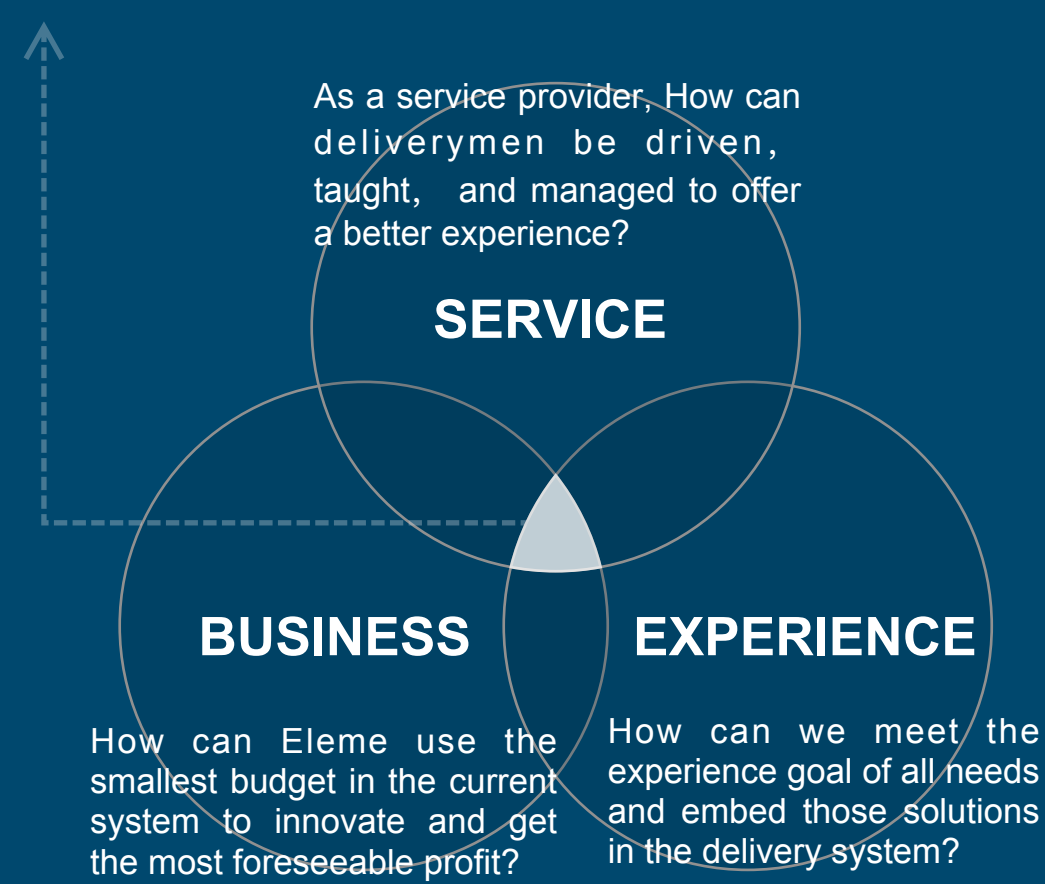 As a service provider, How can
deliverymen be driven,
taught, and managed to offer
a better experience?
SERVICE
BUSINESS
How can Eleme use the
smallest budget in the current
system to innovate and get
the most foreseeable profit?
EXPERIENCE
How can we meet the
experience goal of all needs
and embed those solutions
in the delivery system?